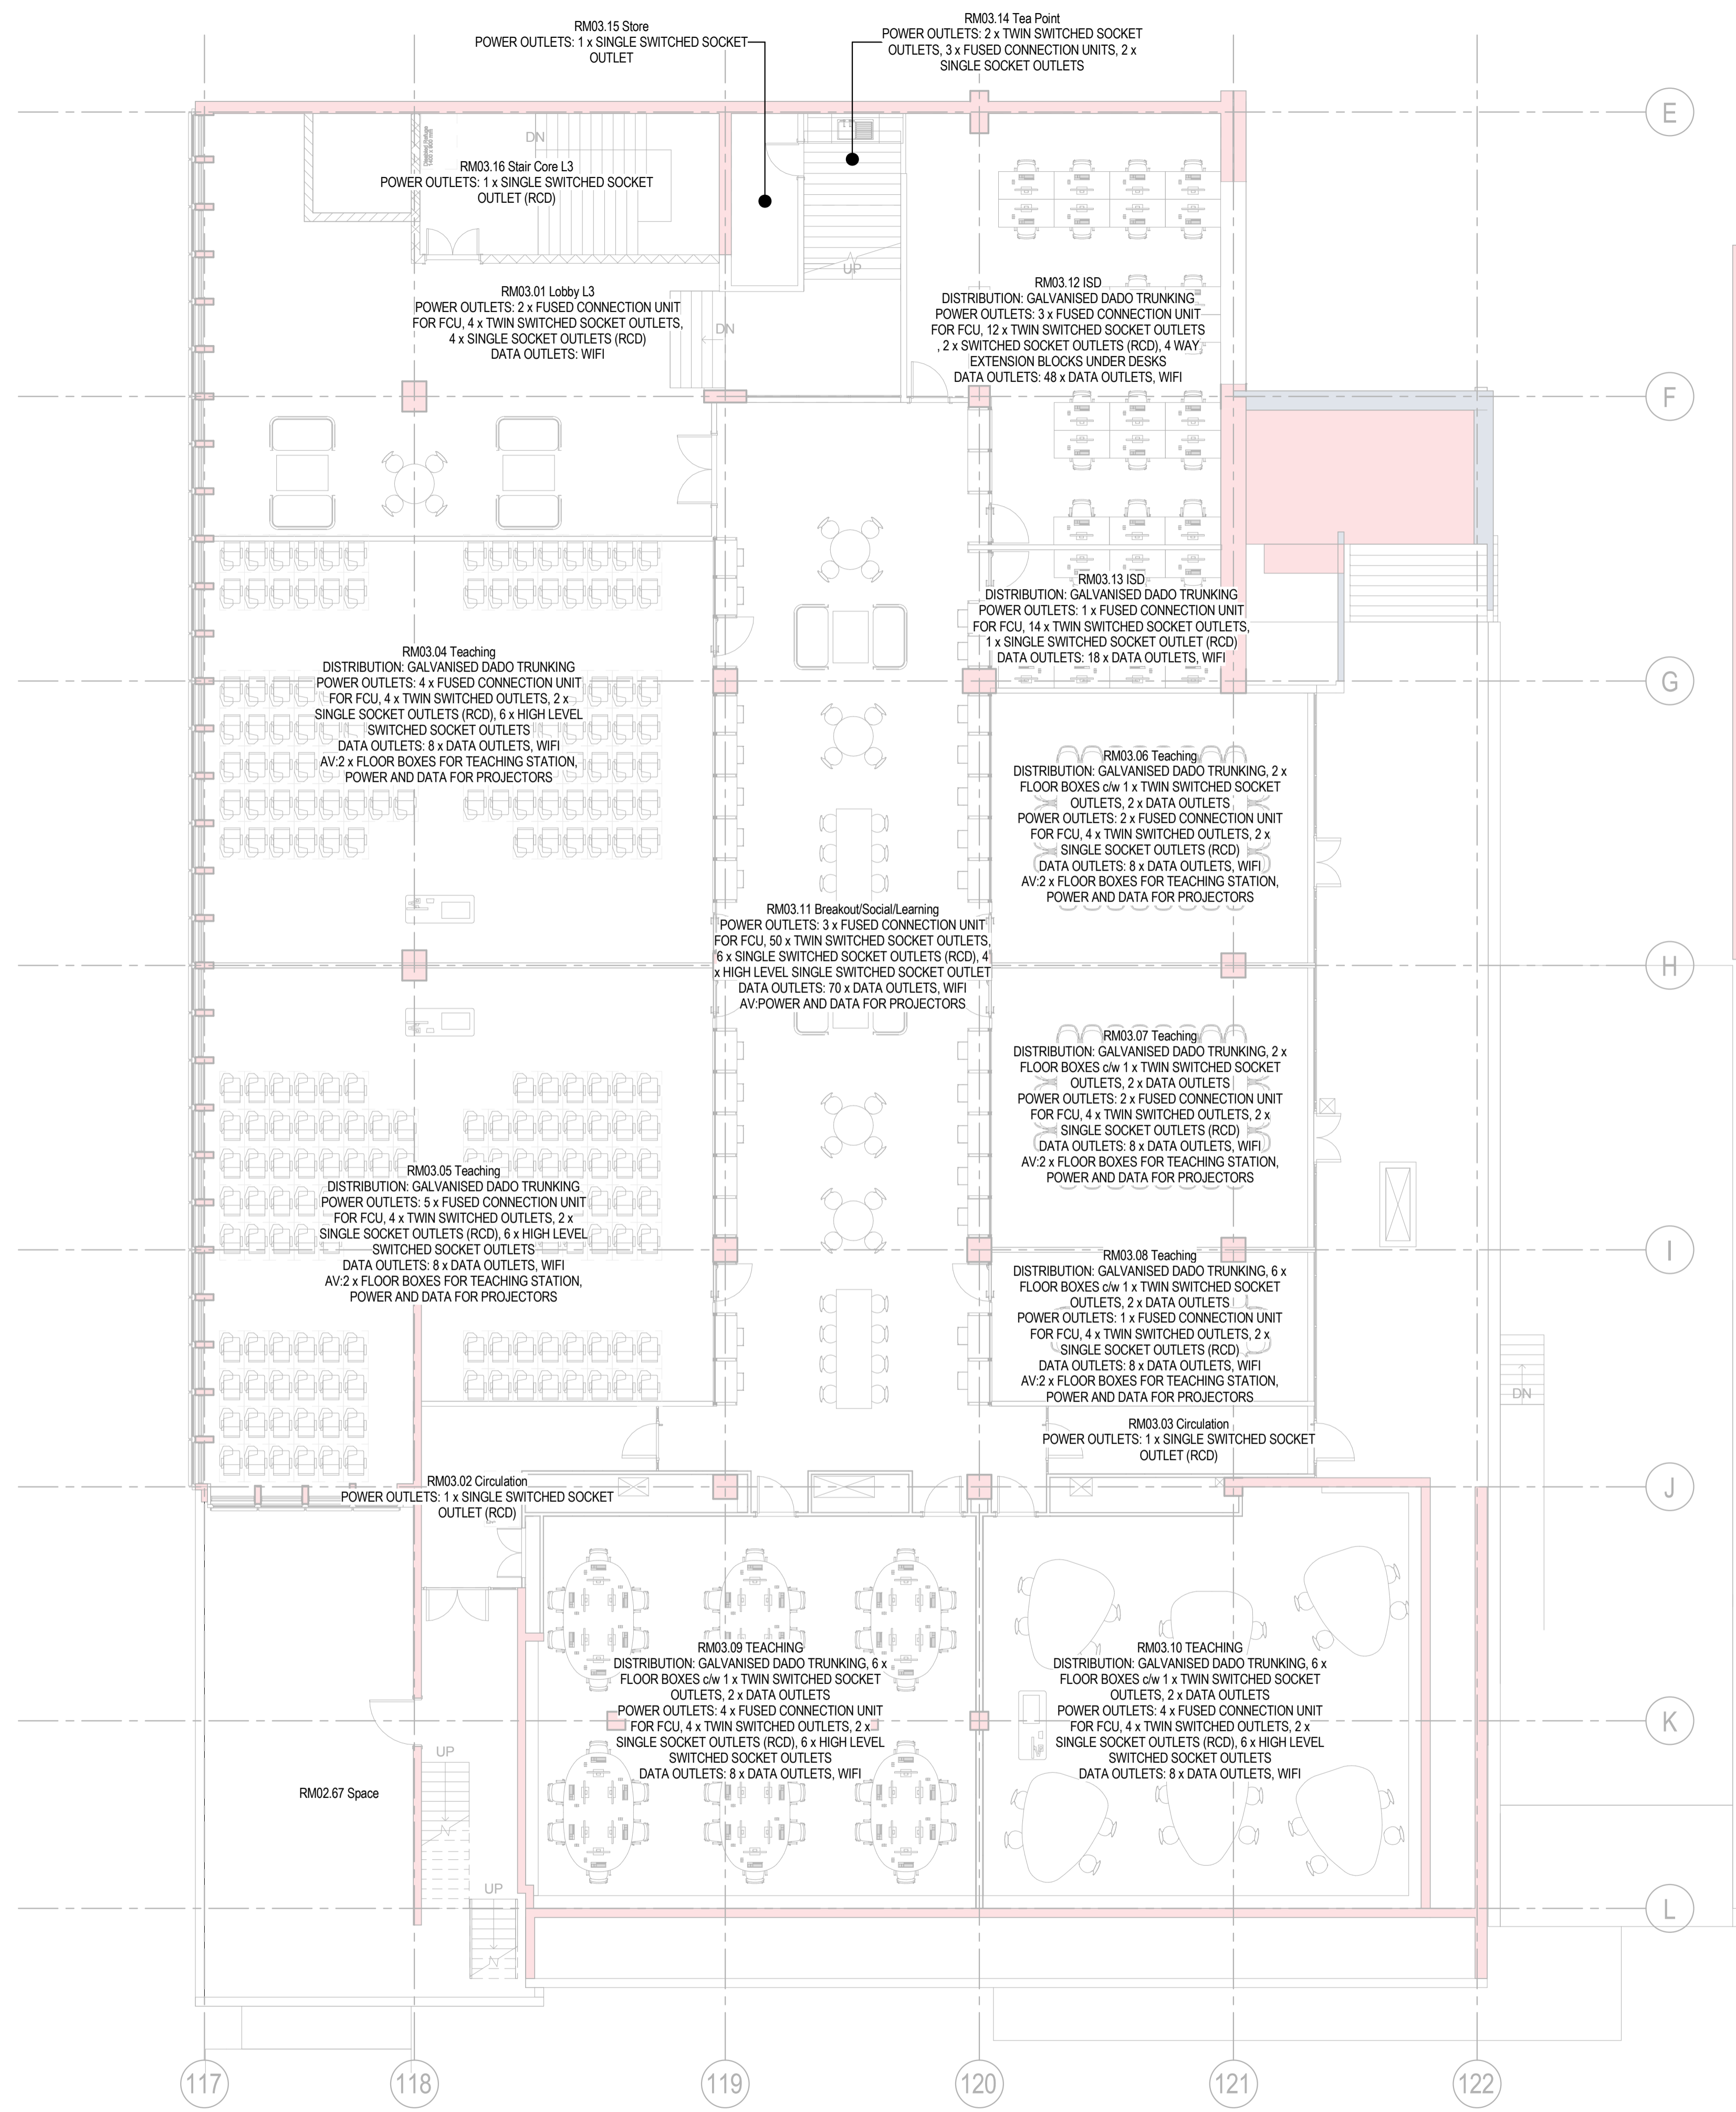 RM03.15 Store
POWER OUTLETS: 1 x SINGLE SWITCHED SOCKET
OUTLET
RM03.14 Tea Point
POWER OUTLETS: 2 x TWIN SWITCHED SOCKET
OUTLETS, 3 x FUSED CONNECTION UNITS, 2 x
SINGLE SOCKET OUTLETS
E
DN
Disabled Refuge
1400 x 900 mm
RM03.16 Stair Core L3
POWER OUTLETS: 1 x SINGLE SWITCHED SOCKET
OUTLET (RCD)
UP
RM03.01 Lobby L3
POWER OUTLETS: 2 x FUSED CONNECTION UNIT
FOR FCU, 4 x TWIN SWITCHED SOCKET OUTLETS,
4 x SINGLE SOCKET OUTLETS (RCD)
DATA OUTLETS: WIFI
DN
RM03.12 ISD
DISTRIBUTION: GALVANISED DADO TRUNKING
POWER OUTLETS: 3 x FUSED CONNECTION UNIT
FOR FCU, 12 x TWIN SWITCHED SOCKET OUTLETS
, 2 x SWITCHED SOCKET OUTLETS (RCD), 4 WAY
EXTENSION BLOCKS UNDER DESKS
DATA OUTLETS: 48 x DATA OUTLETS, WIFI
F
RM03.13 ISD
DISTRIBUTION: GALVANISED DADO TRUNKING
POWER OUTLETS: 1 x FUSED CONNECTION UNIT
FOR FCU, 14 x TWIN SWITCHED SOCKET OUTLETS,
1 x SINGLE SWITCHED SOCKET OUTLET (RCD)
DATA OUTLETS: 18 x DATA OUTLETS, WIFI
RM03.04 Teaching
DISTRIBUTION: GALVANISED DADO TRUNKING
POWER OUTLETS: 4 x FUSED CONNECTION UNIT
FOR FCU, 4 x TWIN SWITCHED OUTLETS, 2 x
SINGLE SOCKET OUTLETS (RCD), 6 x HIGH LEVEL
SWITCHED SOCKET OUTLETS
DATA OUTLETS: 8 x DATA OUTLETS, WIFI
AV:2 x FLOOR BOXES FOR TEACHING STATION,
POWER AND DATA FOR PROJECTORS
G
RM03.06 Teaching
DISTRIBUTION: GALVANISED DADO TRUNKING, 2 x
FLOOR BOXES c/w 1 x TWIN SWITCHED SOCKET
OUTLETS, 2 x DATA OUTLETS
POWER OUTLETS: 2 x FUSED CONNECTION UNIT
FOR FCU, 4 x TWIN SWITCHED OUTLETS, 2 x
SINGLE SOCKET OUTLETS (RCD)
DATA OUTLETS: 8 x DATA OUTLETS, WIFI
AV:2 x FLOOR BOXES FOR TEACHING STATION,
POWER AND DATA FOR PROJECTORS
RM03.11 Breakout/Social/Learning
POWER OUTLETS: 3 x FUSED CONNECTION UNIT
FOR FCU, 50 x TWIN SWITCHED SOCKET OUTLETS,
6 x SINGLE SWITCHED SOCKET OUTLETS (RCD), 4
x HIGH LEVEL SINGLE SWITCHED SOCKET OUTLET
DATA OUTLETS: 70 x DATA OUTLETS, WIFI
AV:POWER AND DATA FOR PROJECTORS
H
RM03.07 Teaching
DISTRIBUTION: GALVANISED DADO TRUNKING, 2 x
FLOOR BOXES c/w 1 x TWIN SWITCHED SOCKET
OUTLETS, 2 x DATA OUTLETS
POWER OUTLETS: 2 x FUSED CONNECTION UNIT
FOR FCU, 4 x TWIN SWITCHED OUTLETS, 2 x
SINGLE SOCKET OUTLETS (RCD)
DATA OUTLETS: 8 x DATA OUTLETS, WIFI
AV:2 x FLOOR BOXES FOR TEACHING STATION,
POWER AND DATA FOR PROJECTORS
RM03.05 Teaching
DISTRIBUTION: GALVANISED DADO TRUNKING
POWER OUTLETS: 5 x FUSED CONNECTION UNIT
FOR FCU, 4 x TWIN SWITCHED OUTLETS, 2 x
SINGLE SOCKET OUTLETS (RCD), 6 x HIGH LEVEL
SWITCHED SOCKET OUTLETS
DATA OUTLETS: 8 x DATA OUTLETS, WIFI
AV:2 x FLOOR BOXES FOR TEACHING STATION,
POWER AND DATA FOR PROJECTORS
I
RM03.08 Teaching
DISTRIBUTION: GALVANISED DADO TRUNKING, 6 x
FLOOR BOXES c/w 1 x TWIN SWITCHED SOCKET
OUTLETS, 2 x DATA OUTLETS
POWER OUTLETS: 1 x FUSED CONNECTION UNIT
FOR FCU, 4 x TWIN SWITCHED OUTLETS, 2 x
SINGLE SOCKET OUTLETS (RCD)
DATA OUTLETS: 8 x DATA OUTLETS, WIFI
AV:2 x FLOOR BOXES FOR TEACHING STATION,
POWER AND DATA FOR PROJECTORS
DN
RM03.03 Circulation
POWER OUTLETS: 1 x SINGLE SWITCHED SOCKET
OUTLET (RCD)
RM03.02 Circulation
POWER OUTLETS: 1 x SINGLE SWITCHED SOCKET
OUTLET (RCD)
J
RM03.09 TEACHING
DISTRIBUTION: GALVANISED DADO TRUNKING, 6 x
FLOOR BOXES c/w 1 x TWIN SWITCHED SOCKET
OUTLETS, 2 x DATA OUTLETS
POWER OUTLETS: 4 x FUSED CONNECTION UNIT
FOR FCU, 4 x TWIN SWITCHED OUTLETS, 2 x
SINGLE SOCKET OUTLETS (RCD), 6 x HIGH LEVEL
SWITCHED SOCKET OUTLETS
DATA OUTLETS: 8 x DATA OUTLETS, WIFI
RM03.10 TEACHING
DISTRIBUTION: GALVANISED DADO TRUNKING, 6 x
FLOOR BOXES c/w 1 x TWIN SWITCHED SOCKET
OUTLETS, 2 x DATA OUTLETS
POWER OUTLETS: 4 x FUSED CONNECTION UNIT
FOR FCU, 4 x TWIN SWITCHED OUTLETS, 2 x
SINGLE SOCKET OUTLETS (RCD), 6 x HIGH LEVEL
SWITCHED SOCKET OUTLETS
DATA OUTLETS: 8 x DATA OUTLETS, WIFI
K
UP
RM02.67 Space
UP
L
117
118
119
120
121
122